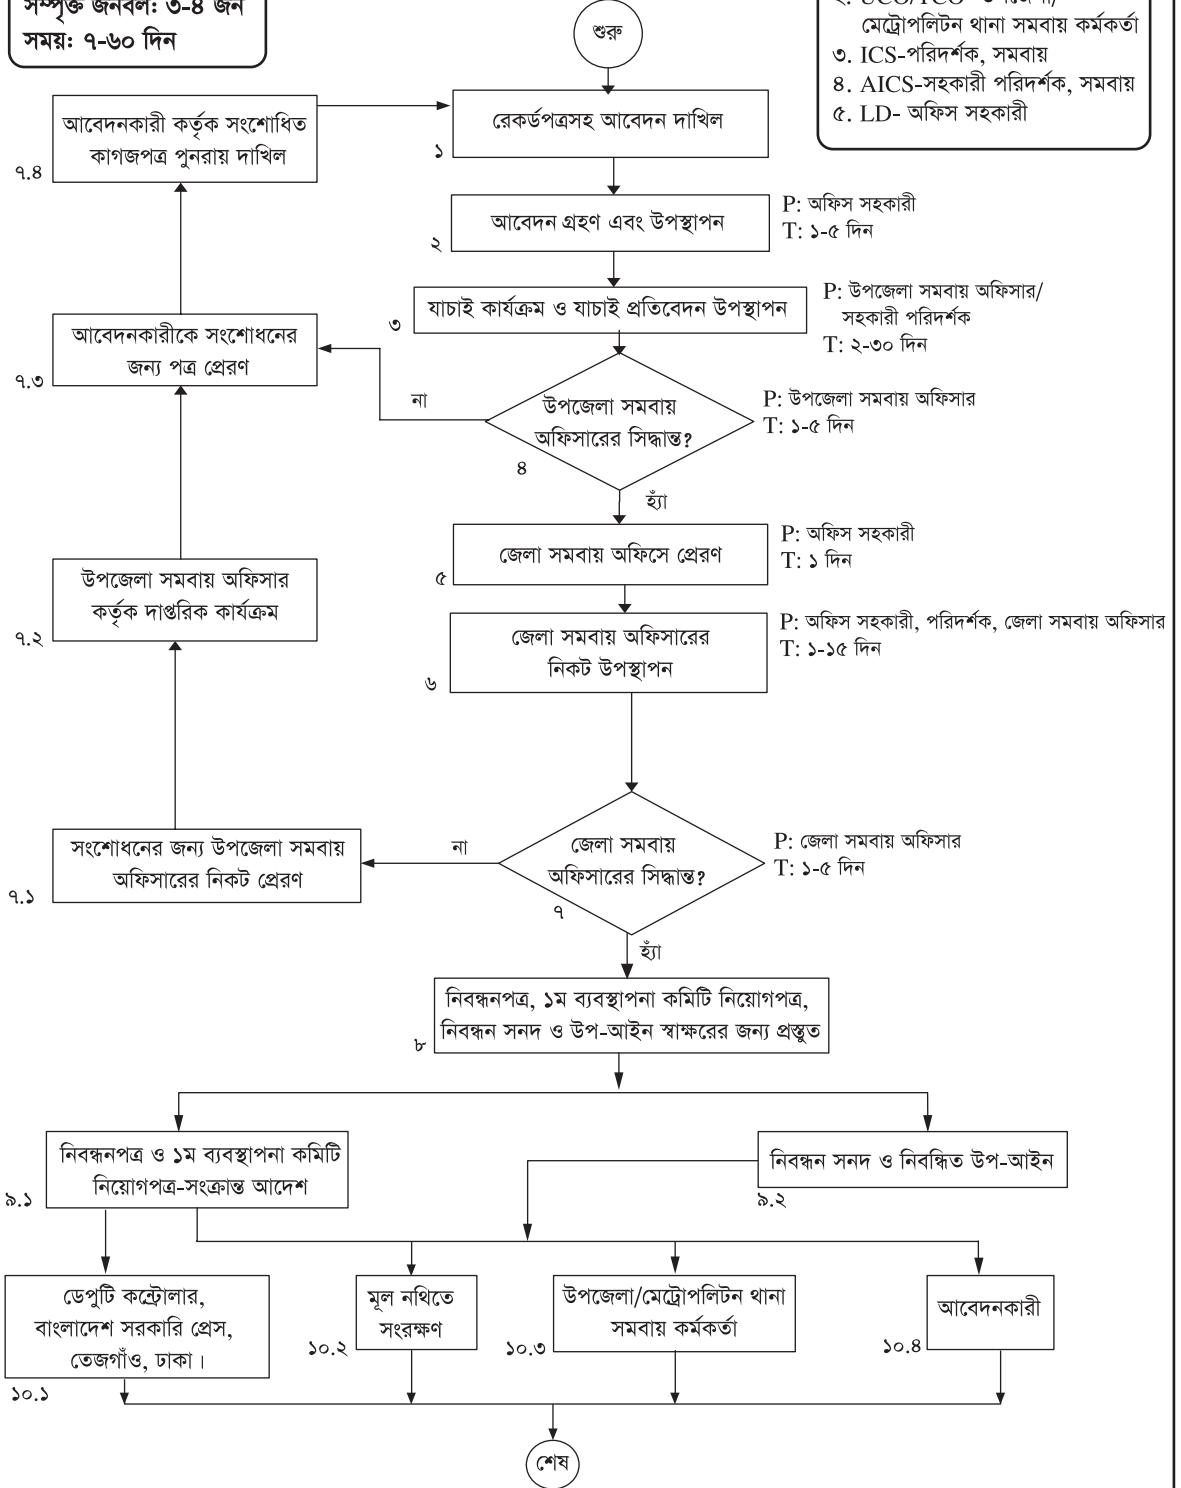 সম্পৃক্ত জনবল: ৩-৪ জন
সময়: ৭-৬০ দিন
২. UCO/TCO- উপজেলা/
মেট্রোপলিটন থানা সমবায় কর্মকর্তা
৩. ICS-পরিদর্শক, সমবায়
৪. AICS-সহকারী পরিদর্শক, সমবায়
৫. LD- অফিস সহকারী
শুরু
রেকর্ডপত্রসহ আবেদন দাখিল
১
আবেদনকারী কর্তৃক সংশোধিত
কাগজপত্র পুনরায় দাখিল
৭.৪
আবেদন গ্রহণ এবং উপস্থাপন
২
P: অফিস সহকারী
T: ১-৫ দিন
যাচাই কার্যক্রম ও যাচাই প্রতিবেদন উপস্থাপন
৩
P: উপজেলা সমবায় অফিসার/
সহকারী পরিদর্শক
T: ২-৩০ দিন
আবেদনকারীকে সংশোধনের
জন্য পত্র প্রেরণ
৭.৩
না
উপজেলা সমবায়
অফিসারের সিদ্ধান্ত?
৪
P: উপজেলা সমবায় অফিসার
T: ১-৫ দিন
হ্যাঁ
জেলা সমবায় অফিসে প্রেরণ
৫
P: অফিস সহকারী
T: ১ দিন
উপজেলা সমবায় অফিসার
কর্তৃক দাপ্তরিক কার্যক্রম
৭.২
জেলা সমবায় অফিসারের
নিকট উপস্থাপন
৬
P: অফিস সহকারী, পরিদর্শক, জেলা সমবায় অফিসার
T: ১-১৫ দিন
সংশোধনের জন্য উপজেলা সমবায়
অফিসারের নিকট প্রেরণ
৭.১
না
জেলা সমবায়
অফিসারের সিদ্ধান্ত?
৭
P: জেলা সমবায় অফিসার
T: ১-৫ দিন
হ্যাঁ
নিবন্ধনপত্র, ১ম ব্যবস্থাপনা কমিটি নিয়োগপত্র,
নিবন্ধন সনদ ও উপ-আইন স্বাক্ষরের জন্য প্রস্তুত
৮
নিবন্ধনপত্র ও ১ম ব্যবস্থাপনা কমিটি
নিয়োগপত্র-সংক্রান্ত আদেশ
৯.১
নিবন্ধন সনদ ও নিবন্ধিত উপ-আইন
৯.২
ডেপুটি কন্ট্রোলার,
বাংলাদেশ সরকারি প্রেস,
তেজগাঁও, ঢাকা।
১০.১
মূল নথিতে
সংরক্ষণ
১০.২
উপজেলা/মেট্রোপলিটন থানা
সমবায় কর্মকর্তা
১০.৩
আবেদনকারী
১০.৪
শেষ